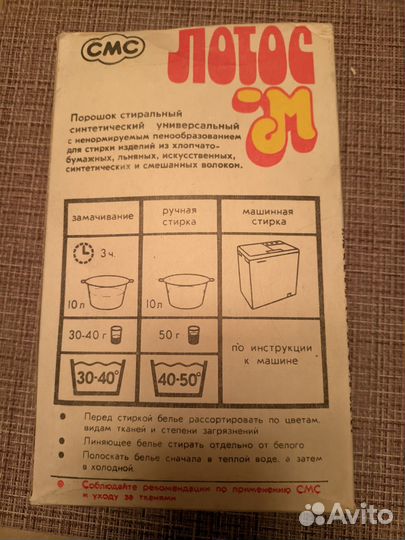 СМС
ЛОТОС
-М
Порошок стиральный
синтетический универсальный
с ненормируемым пенообразованием
для стирки изделий из хлопчато-
бумажных, льняных, искусственных,
синтетических и смешанных волокон.
замачивание
ручная стирка
машинная стирка
3 ч.
10 л
10 л
30-40 г
50 г
по инструкции
к машине
30-40°
40-50°
● Перед стиркой белье рассортировать по цветам,
видам тканей и степени загрязнений
● Линяющее белье стирать отдельно от белого
● Полоскать белье сначала в теплой воде, а затем
в холодной.
● Соблюдайте рекомендации по применению СМС
и уходу за тканями
Avito